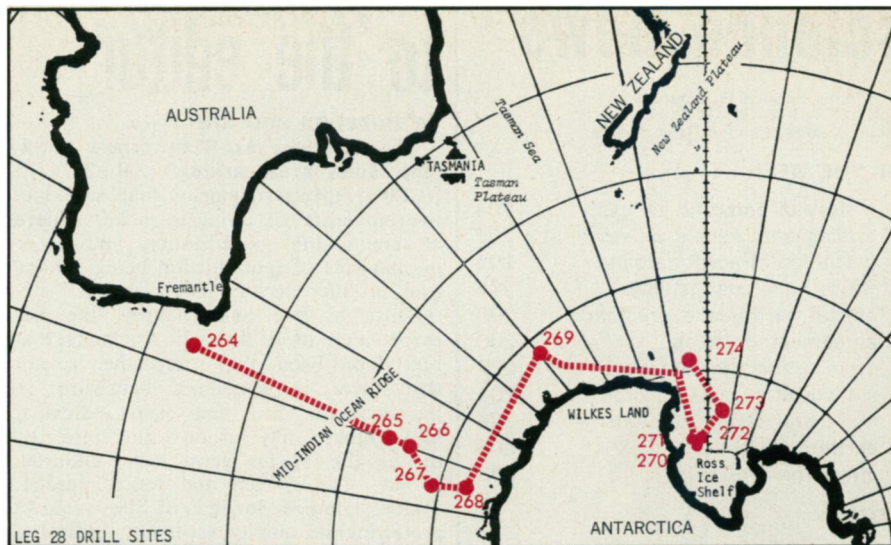 AUSTRALIA
TASMANIA
Tasman
Plateau
Tasman Sea
NEW ZEALAND
New Zealand Plateau
Fremantle
264
MID-INDIAN OCEAN RIDGE
265
266
267
268
269
274
273
272
271
270
WILKES LAND
Ross
Ice
Shelf
ANTARCTICA
LEG 28 DRILL SITES